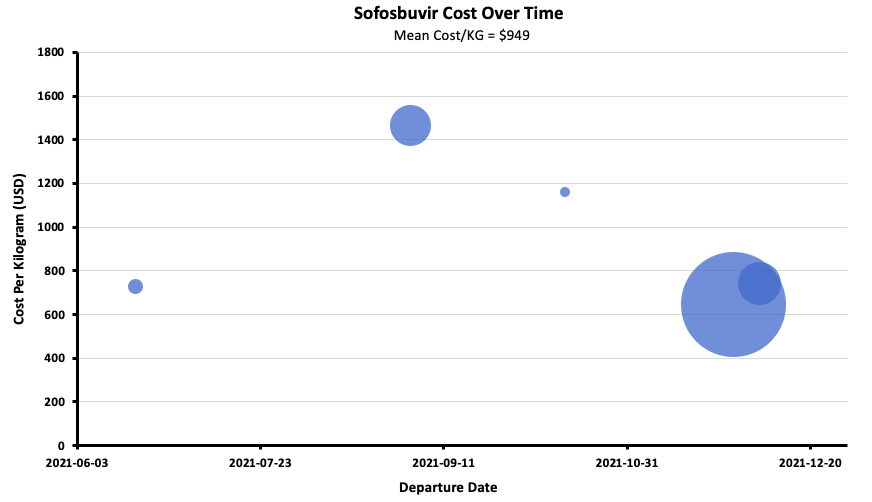 Sofosbuvir Cost Over Time
Mean Cost/KG = $949
Cost Per Kilogram (USD)
1800
1600
1400
1200
1000
800
600
400
200
0
2021-06-03 2021-07-23 2021-09-11 2021-10-31 2021-12-20
Departure Date